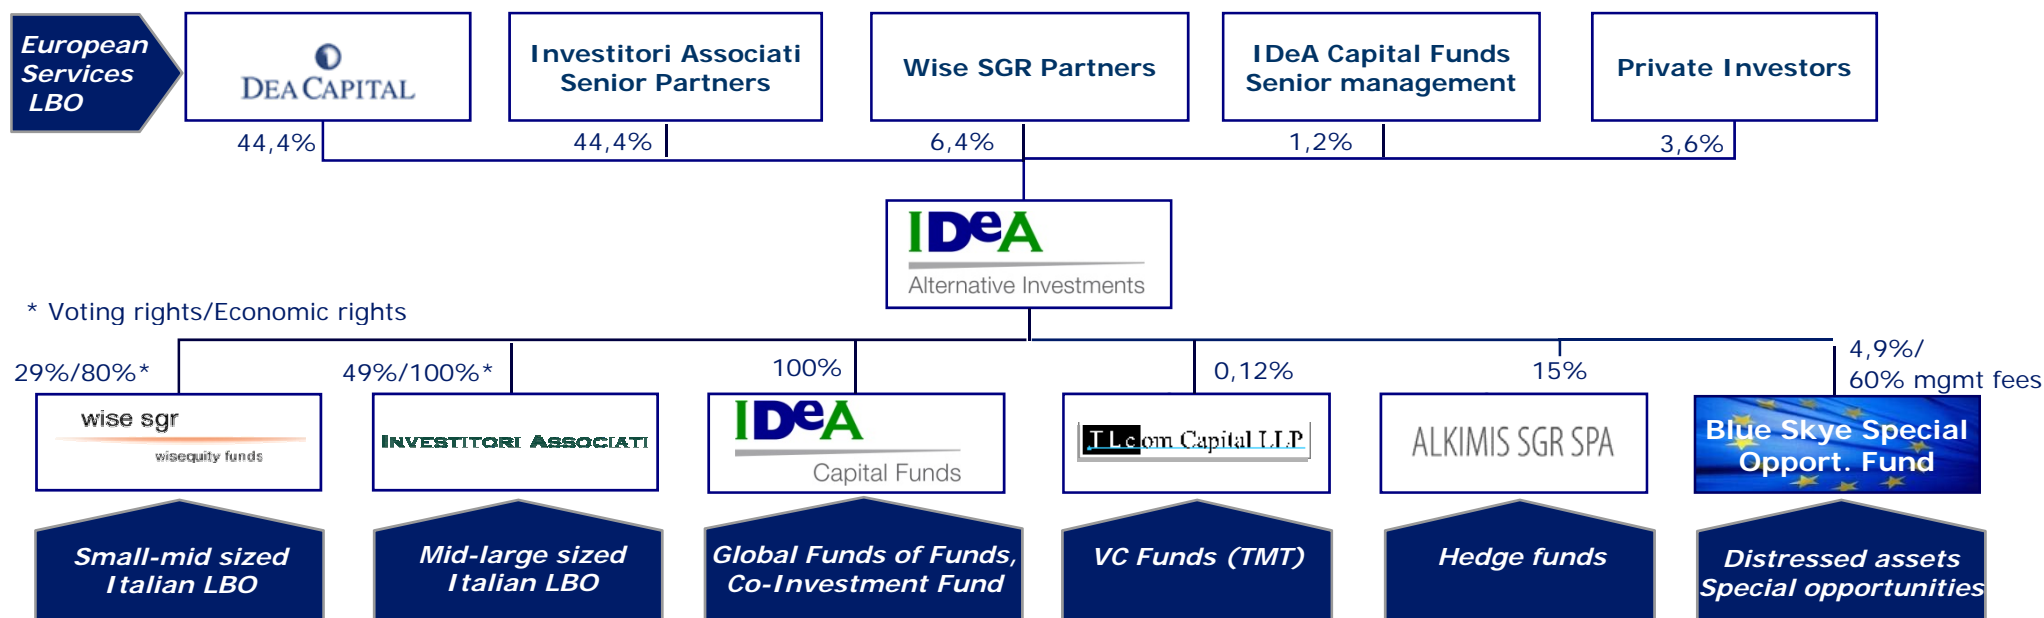 European
Services
LBO
DEA CAPITAL
Investitori Associati
Senior Partners
Wise SGR Partners
IDeA Capital Funds
Senior management
Private Investors
44,4%
44,4%
6,4%
1,2%
3,6%
IDeA
Alternative Investments
* Voting rights/Economic rights
29%/80%*
49%/100%*
100%
0,12%
15%
4,9%/
60% mgmt fees
wise sgr
wisequity funds
INVESTITORI ASSOCIATI
IDeA
Capital Funds
TLcom Capital LLP
ALKIMIS SGR SPA
Blue Skye Special
Opport. Fund
Small-mid sized
Italian LBO
Mid-large sized
Italian LBO
Global Funds of Funds,
Co-Investment Fund
VC Funds (TMT)
Hedge funds
Distressed assets
Special opportunities